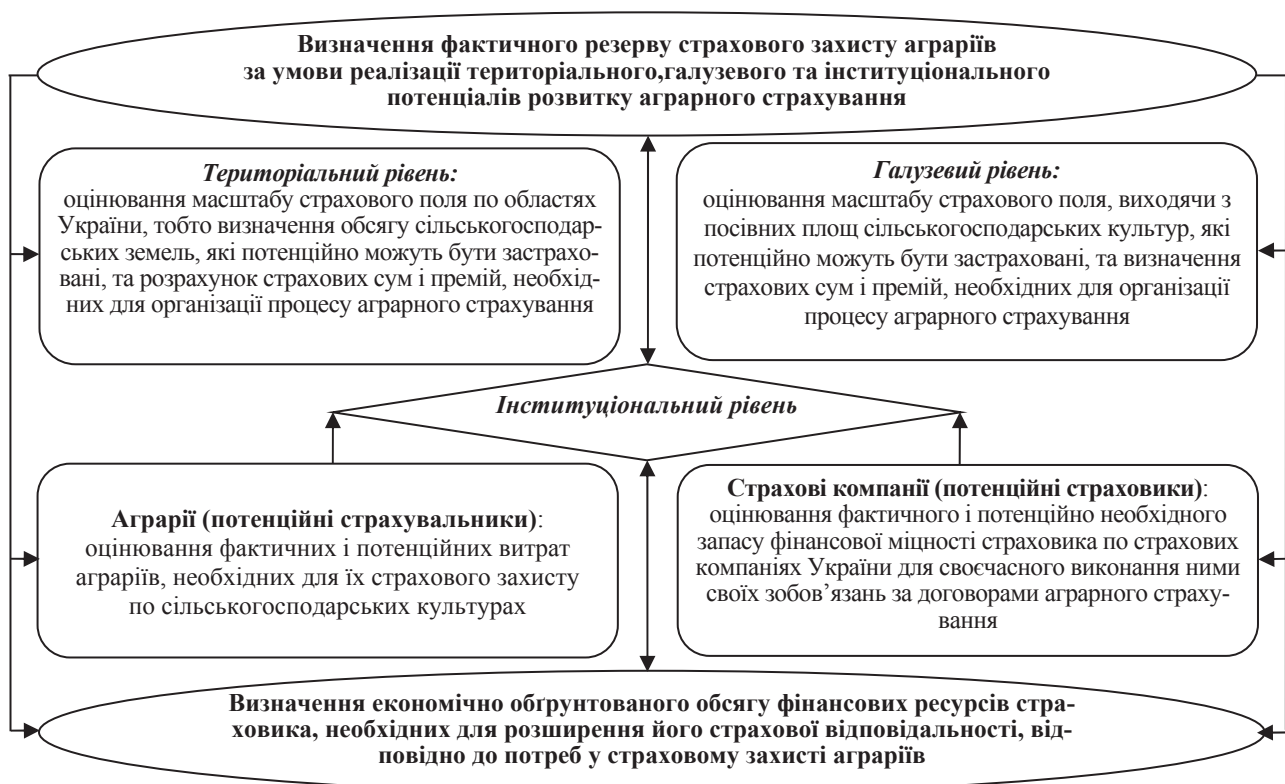 Визначення фактичного резерву страхового захисту аграріїв
за умови реалізації територіального,галузевого та інституціонального
потенціалів розвитку аграрного страхування
Територіальний рівень:
оцінювання масштабу страхового поля по областях
України, тобто визначення обсягу сільськогосподар-
ських земель, які потенційно можуть бути застрахо-
вані, та розрахунок страхових сум і премій, необхід-
них для організації процесу аграрного страхування
Галузевий рівень:
оцінювання масштабу страхового поля, виходячи з
посівних площ сільськогосподарських культур, які
потенційно можуть бути застраховані, та визначення
страхових сум і премій, необхідних для організації
процесу аграрного страхування
Інституціональний рівень
Аграрії (потенційні страхувальники):
оцінювання фактичних і потенційних витрат
аграріїв, необхідних для їх страхового захисту
по сільськогосподарських культурах
Страхові компанії (потенційні страховики):
оцінювання фактичного і потенційно необхідного
запасу фінансової міцності страховика по страхових
компаніях України для своєчасного виконання ними
своїх зобов’язань за договорами аграрного страху-
вання
Визначення економічно обґрунтованого обсягу фінансових ресурсів стра-
ховика, необхідних для розширення його страхової відповідальності, від-
повідно до потреб у страховому захисті аграріїв